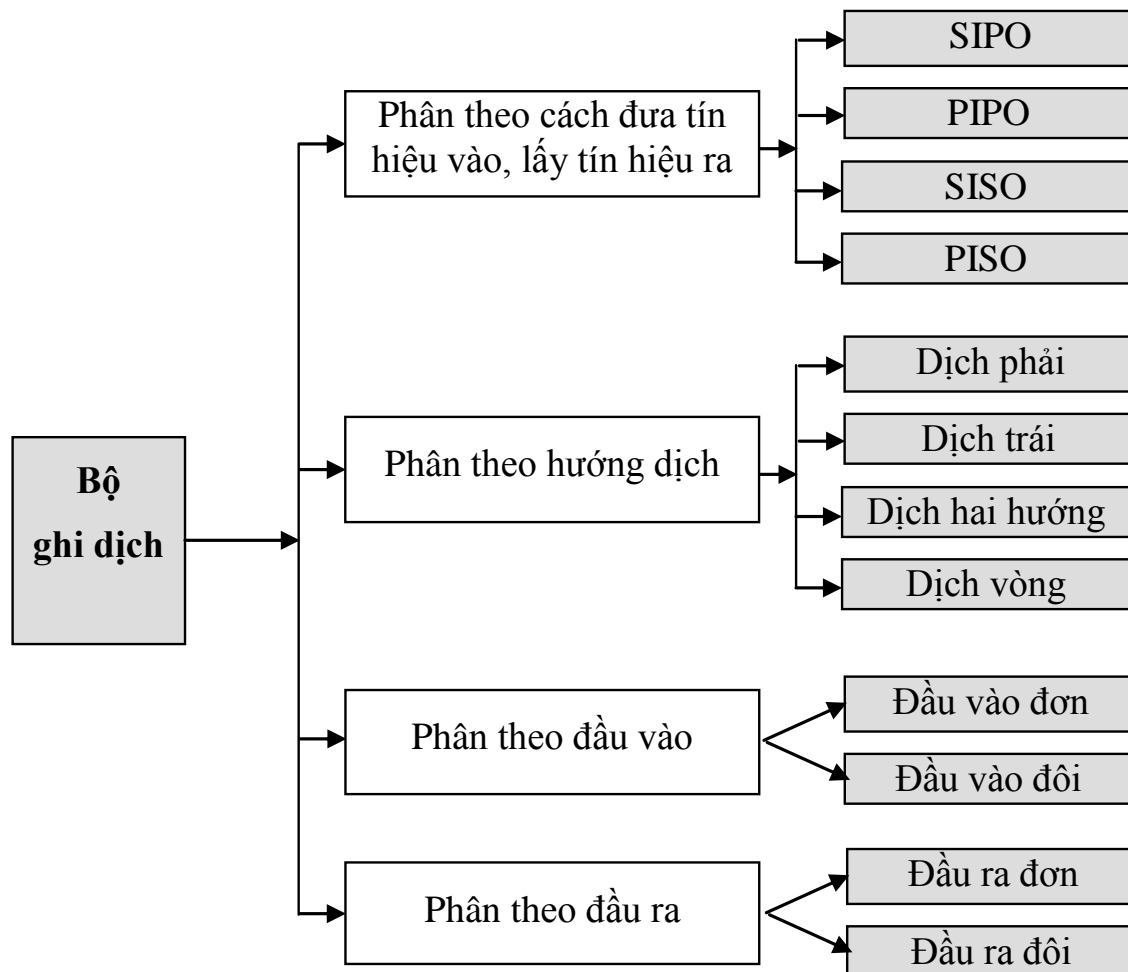 Bộ
ghi dịch
Phân theo cách đưa tín
hiệu vào, lấy tín hiệu ra
SIPO
PIPO
SISO
PISO
Phân theo hướng dịch
Dịch phải
Dịch trái
Dịch hai hướng
Dịch vòng
Phân theo đầu vào
Đầu vào đơn
Đầu vào đôi
Phân theo đầu ra
Đầu ra đơn
Đầu ra đôi